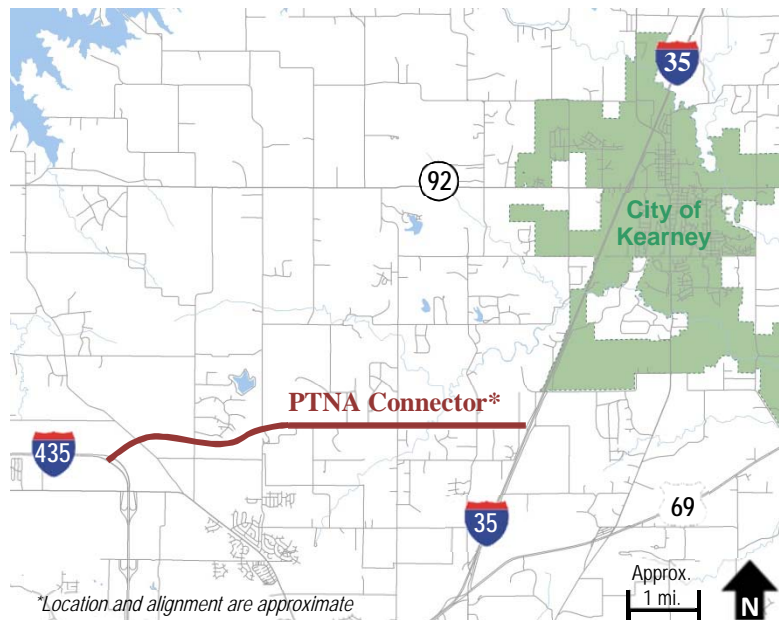 35
92
City of
Kearney
PTNA Connector*
435
35
69
Approx.
1 mi.
N
*Location and alignment are approximate